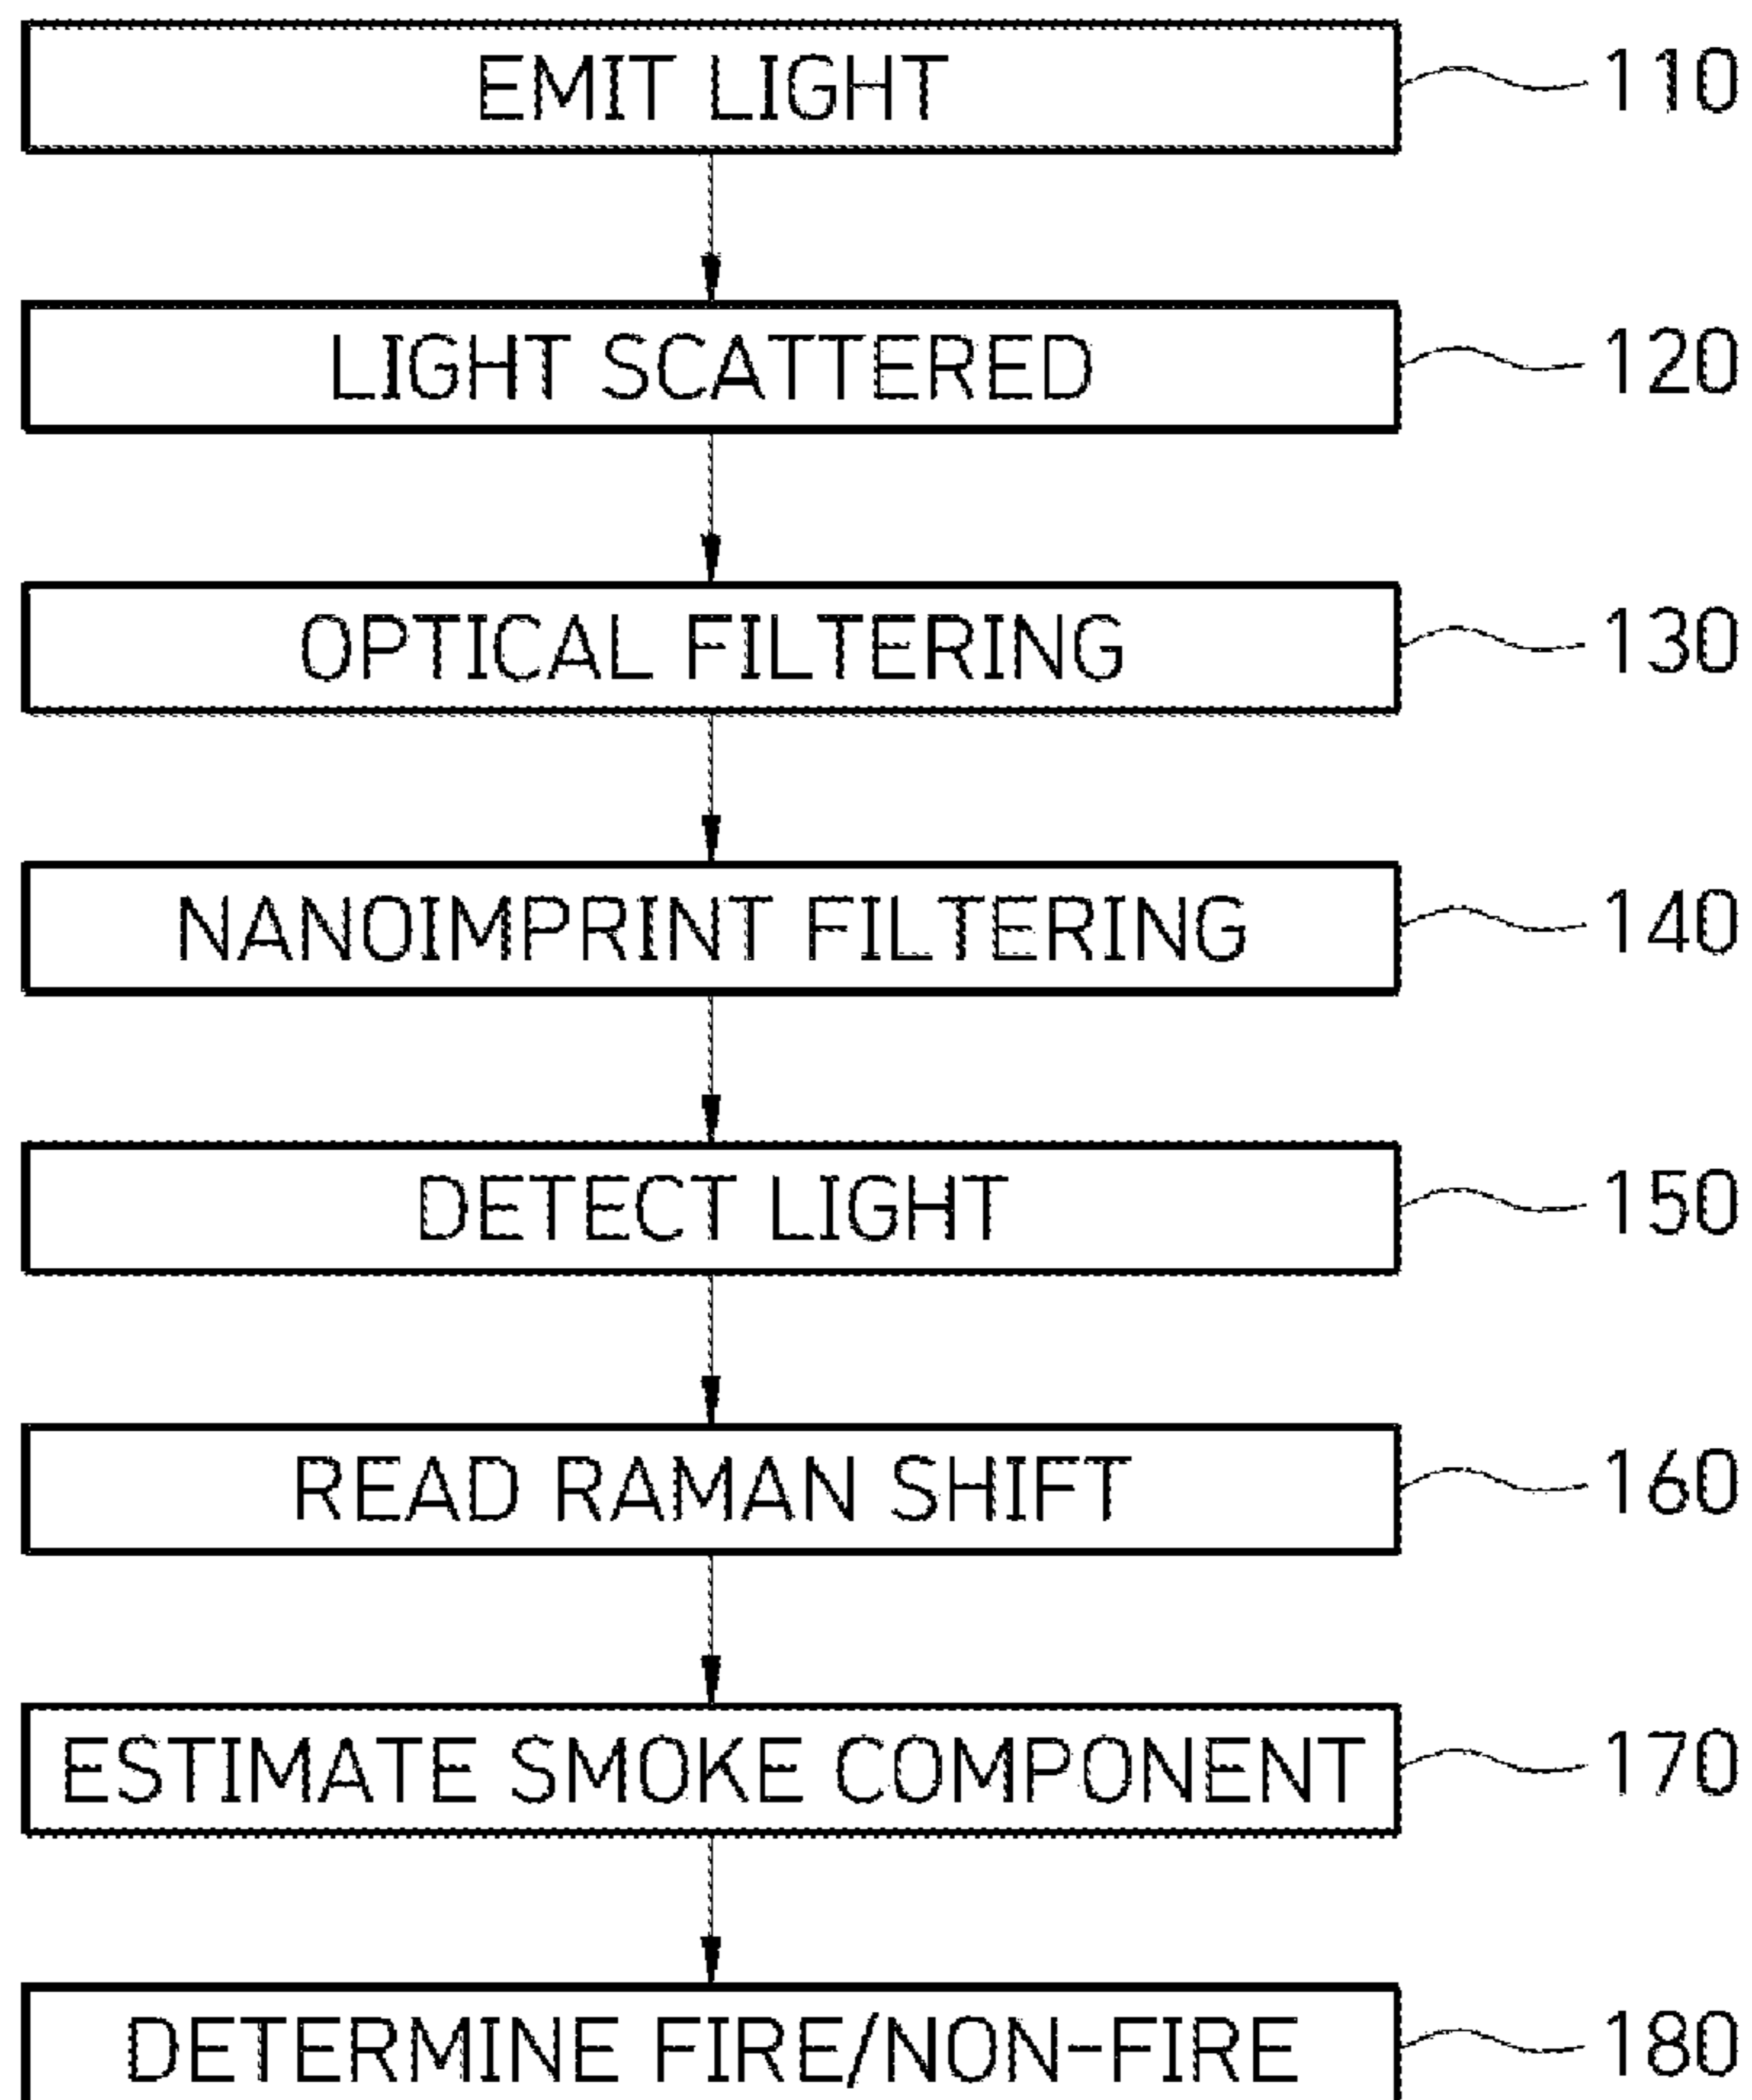 EMIT LIGHT 110
LIGHT SCATTERED 120
OPTICAL FILTERING 130
NANOIMPRINT FILTERING 140
DETECT LIGHT 150
READ RAMAN SHIFT 160
ESTIMATE SMOKE COMPONENT 170
DETERMINE FIRE/NON-FIRE 180